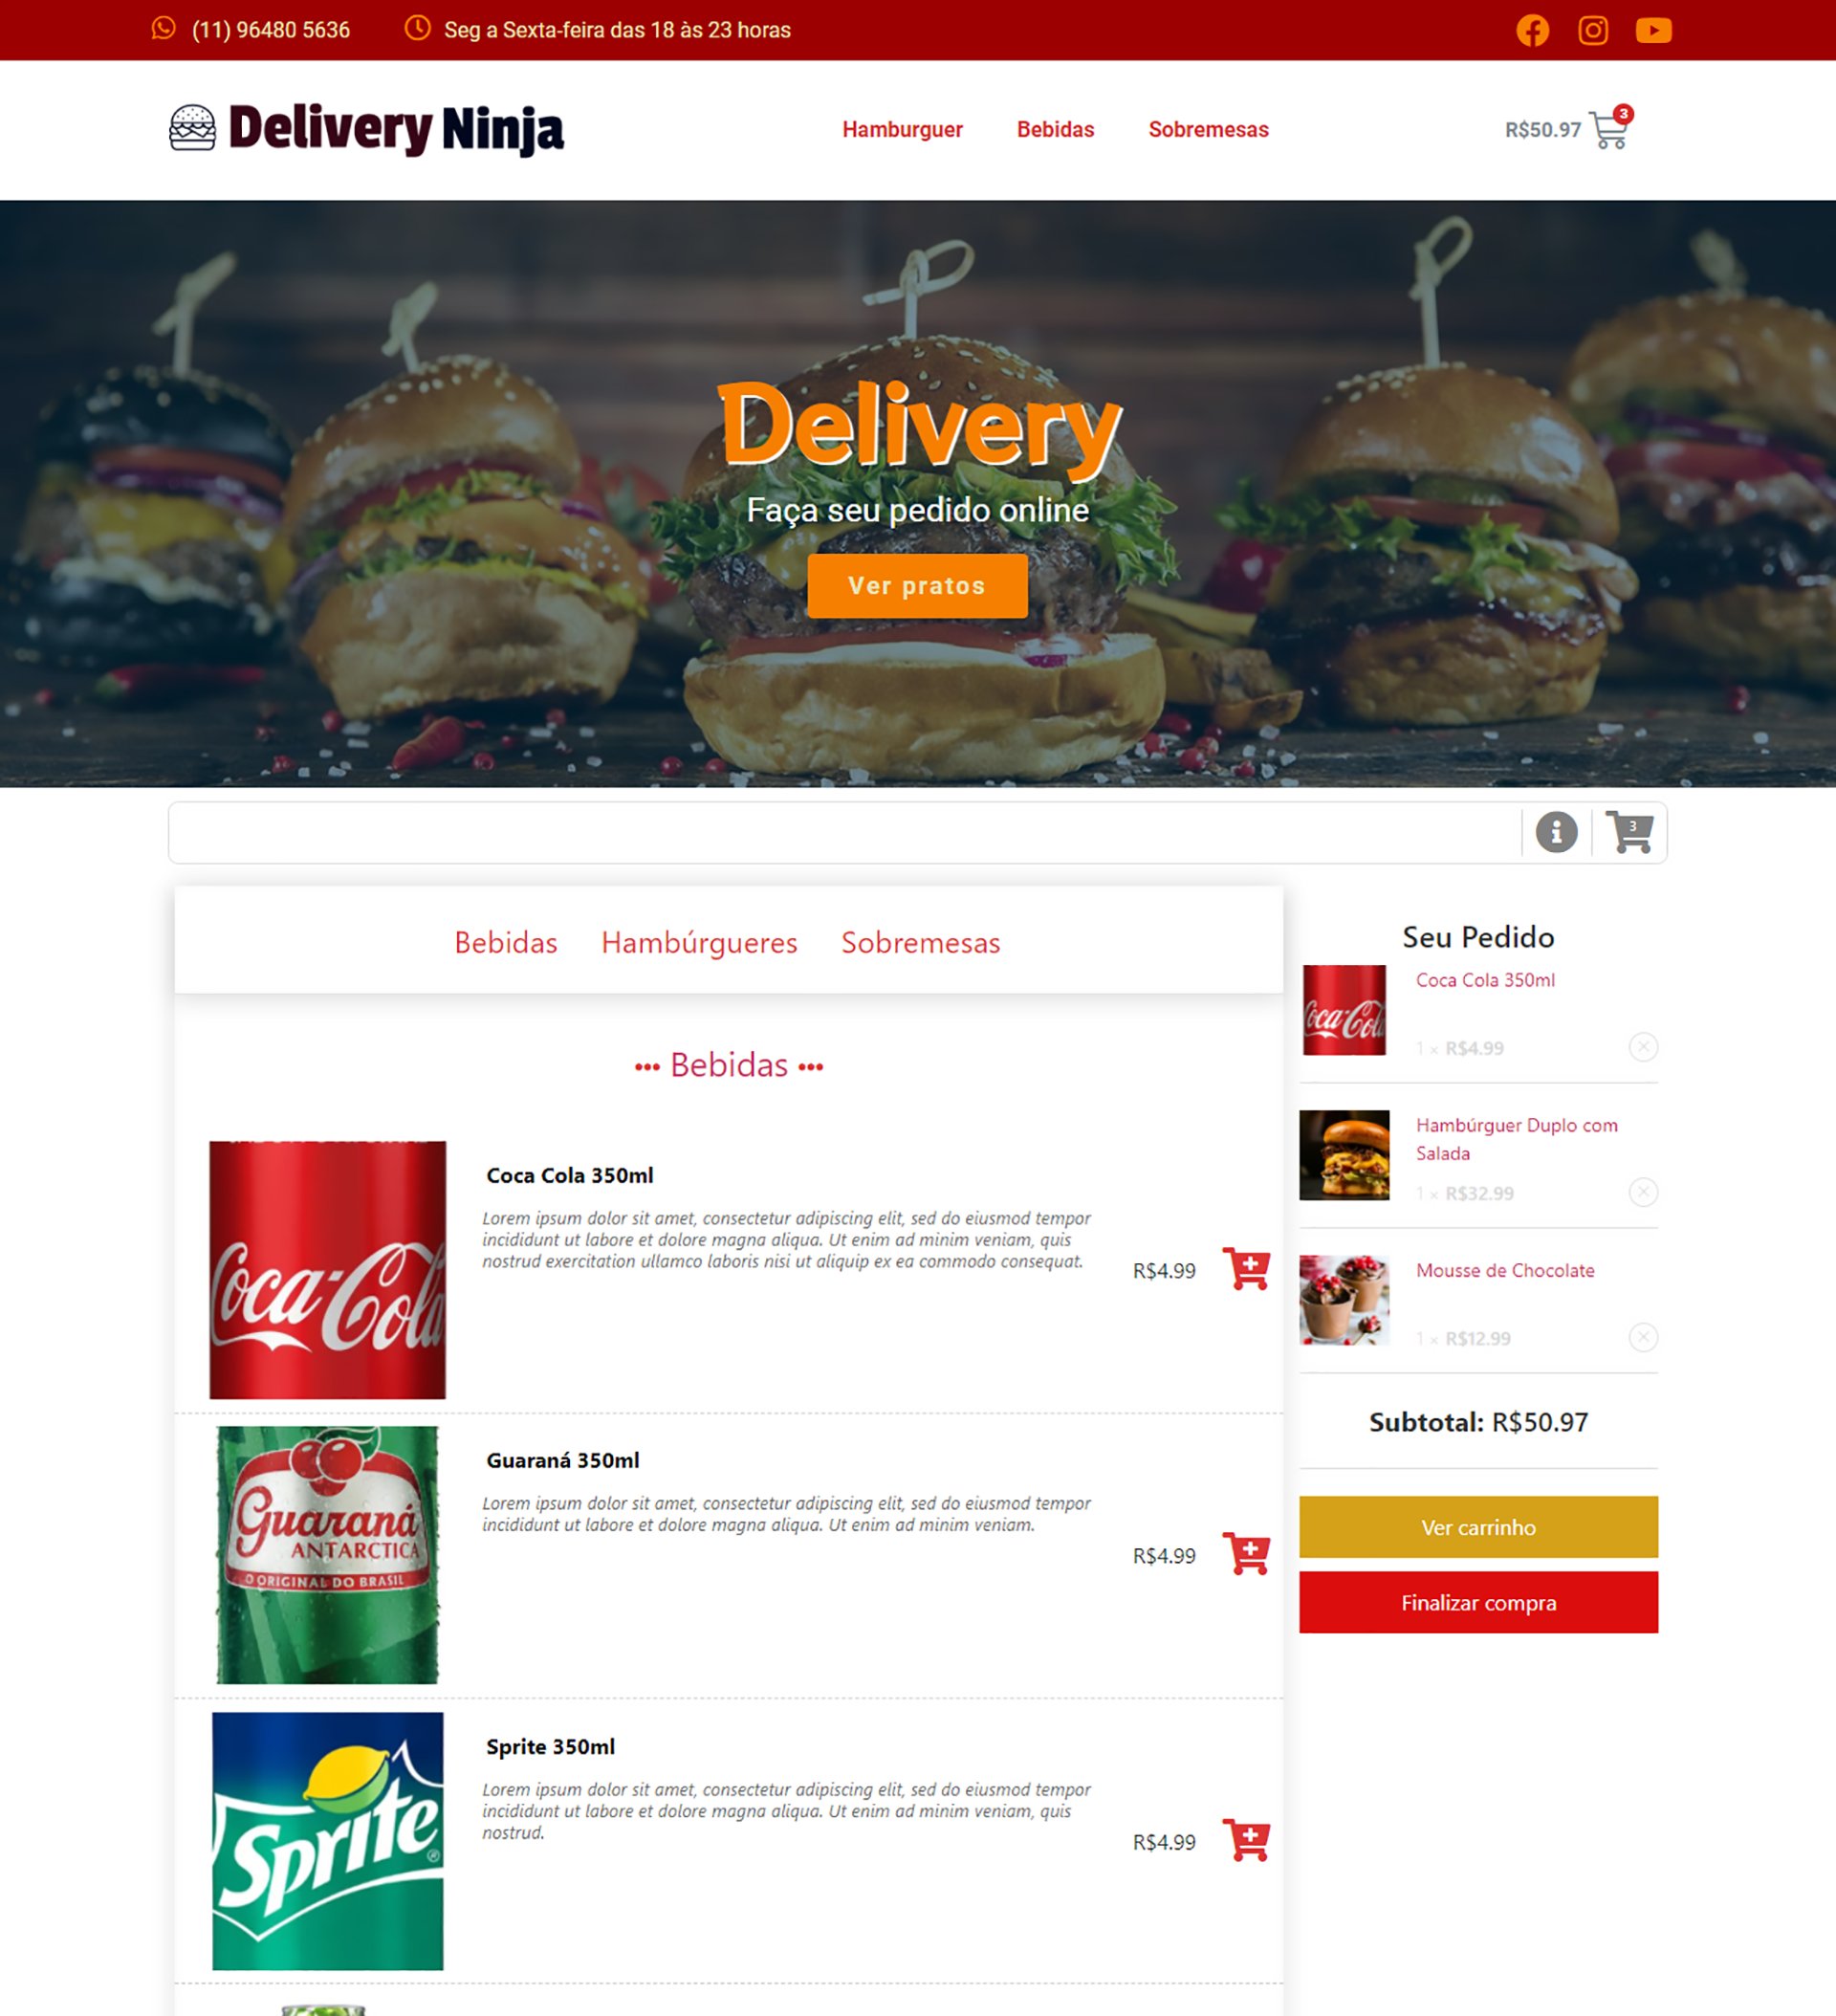 (11) 96480 5636
Seg a Sexta-feira das 18 às 23 horas
Delivery Ninja
Hamburguer
Bebidas
Sobremesas
R$50.97
3
Delivery
Faça seu pedido online
Ver pratos
3
Bebidas
Hambúrgueres
Sobremesas
Seu Pedido
Coca-Cola
Coca Cola 350ml
1 × R$4.99
Hambúrguer Duplo com
Salada
1 × R$32.99
Mousse de Chocolate
1 × R$12.99
Subtotal: R$50.97
Ver carrinho
Finalizar compra
••• Bebidas •••
Coca-Cola
Coca Cola 350ml
Lorem ipsum dolor sit amet, consectetur adipiscing elit, sed do eiusmod tempor
incididunt ut labore et dolore magna aliqua. Ut enim ad minim veniam, quis
nostrud exercitation ullamco laboris nisi ut aliquip ex ea commodo consequat.
R$4.99
Guaraná
ANTARCTICA
O ORIGINAL DO BRASIL
Guaraná 350ml
Lorem ipsum dolor sit amet, consectetur adipiscing elit, sed do eiusmod tempor
incididunt ut labore et dolore magna aliqua. Ut enim ad minim veniam.
R$4.99
Sprite®
Sprite 350ml
Lorem ipsum dolor sit amet, consectetur adipiscing elit, sed do eiusmod tempor
incididunt ut labore et dolore magna aliqua. Ut enim ad minim veniam, quis
nostrud.
R$4.99